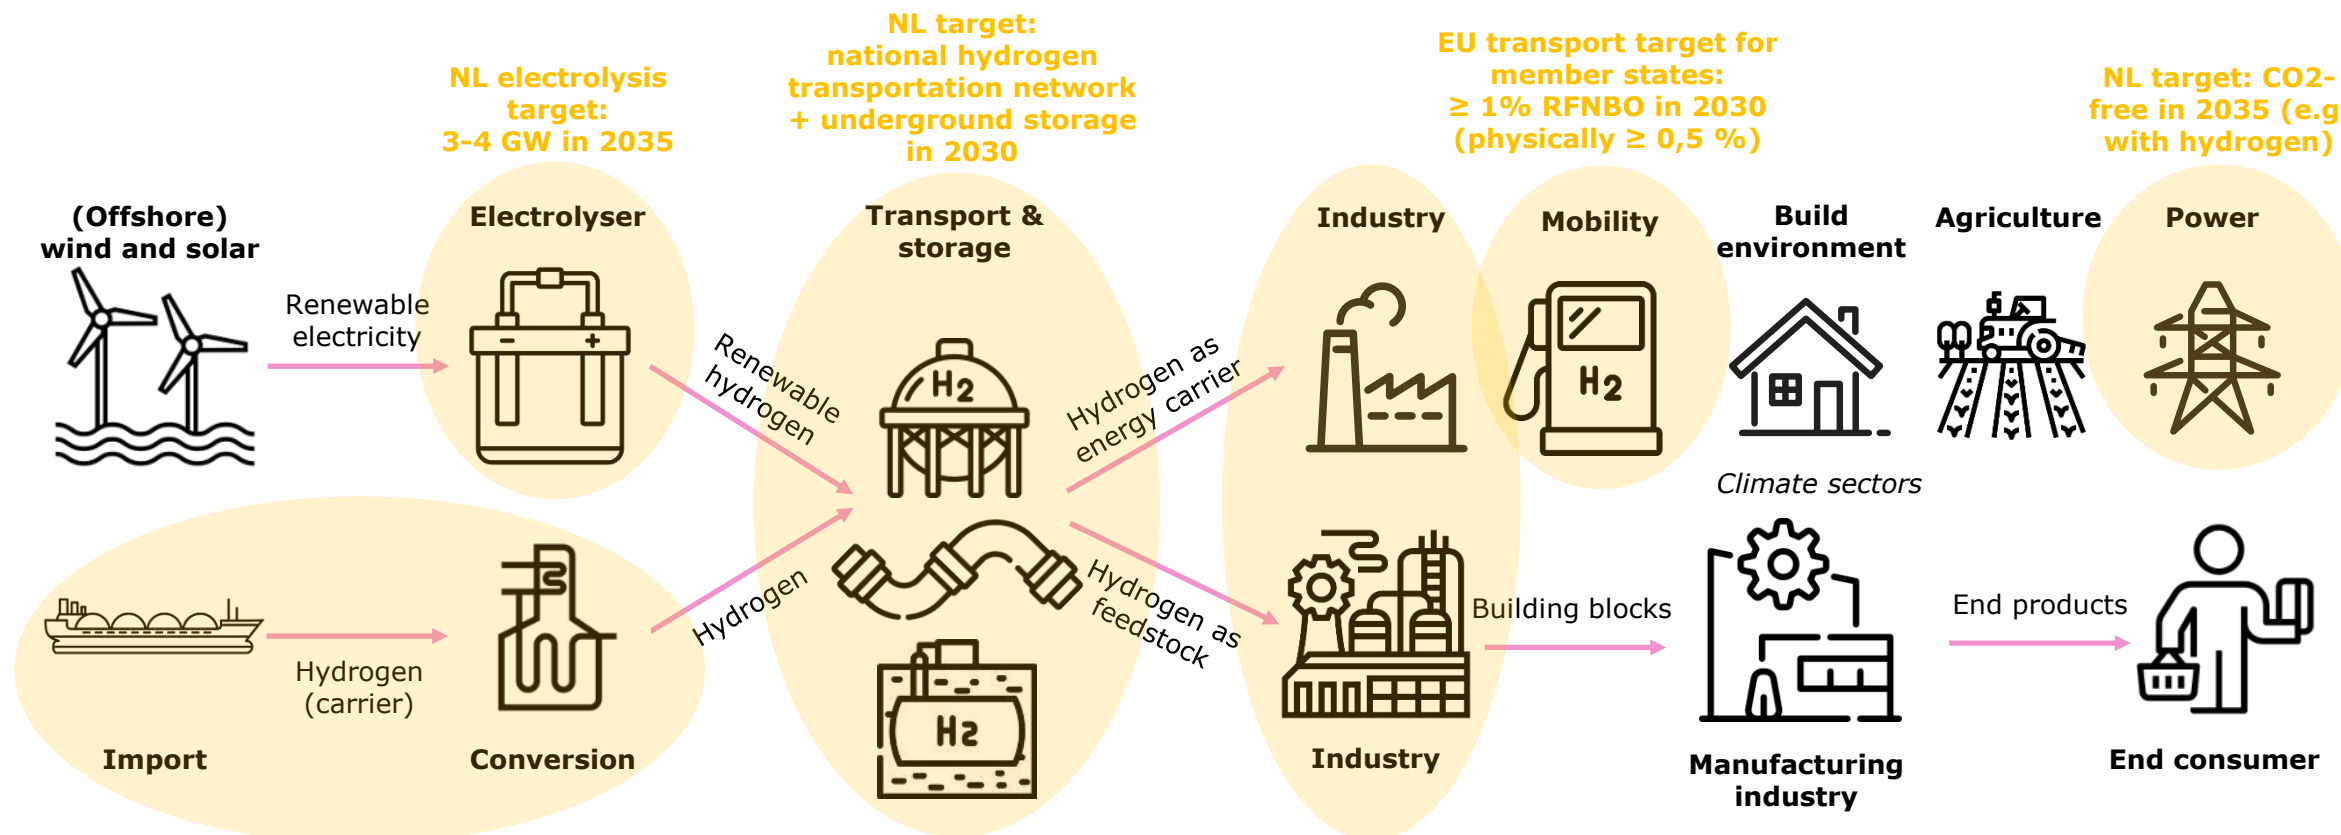 NL electrolysis
target:
3-4 GW in 2035
NL target:
national hydrogen
transportation network
+ underground storage
in 2030
EU transport target for
member states:
≥ 1% RFNBO in 2030
(physically ≥ 0,5 %)
NL target: CO2-
free in 2035 (e.g
with hydrogen)
(Offshore)
wind and solar
Renewable
electricity
Electrolyser
- +
Renewable
hydrogen
Transport &
storage
H2
Hydrogen as
energy carrier
Industry
Mobility
H2
Build
environment
Agriculture
Power
Climate sectors
Import
Hydrogen
(carrier)
Conversion
Hydrogen
H2
Hydrogen as
feedstock
Industry
Building blocks
Manufacturing
industry
End products
End consumer